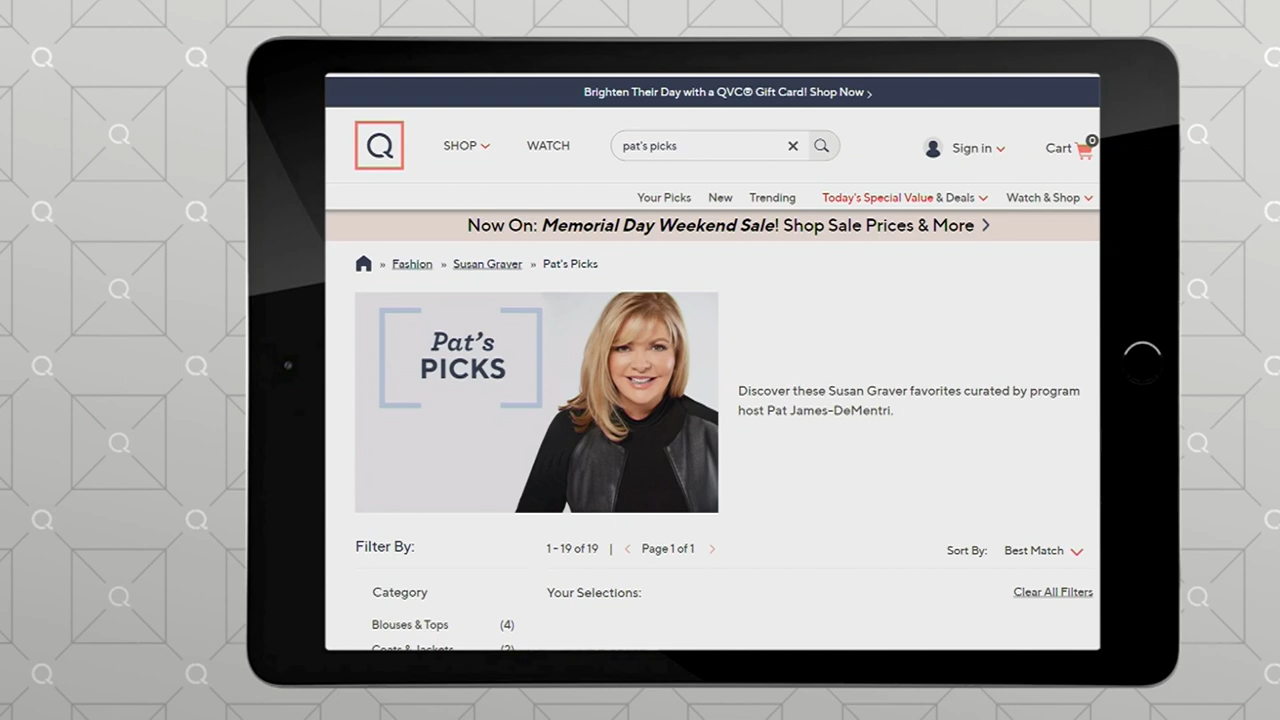 Brighten Their Day with a QVC® Gift Card! Shop Now >
Q
SHOP
WATCH
pat's picks
Sign in
Cart
0
Your Picks
New
Trending
Today's Special Value & Deals
Watch & Shop
Now On: Memorial Day Weekend Sale! Shop Sale Prices & More >
» Fashion » Susan Graver » Pat's Picks
Pat's
PICKS
Discover these Susan Graver favorites curated by program
host Pat James-DeMentri.
Filter By:
1 - 19 of 19 | < Page 1 of 1 >
Sort By: Best Match
Category
Your Selections:
Clear All Filters
Blouses & Tops (4)
Coats & Jackets